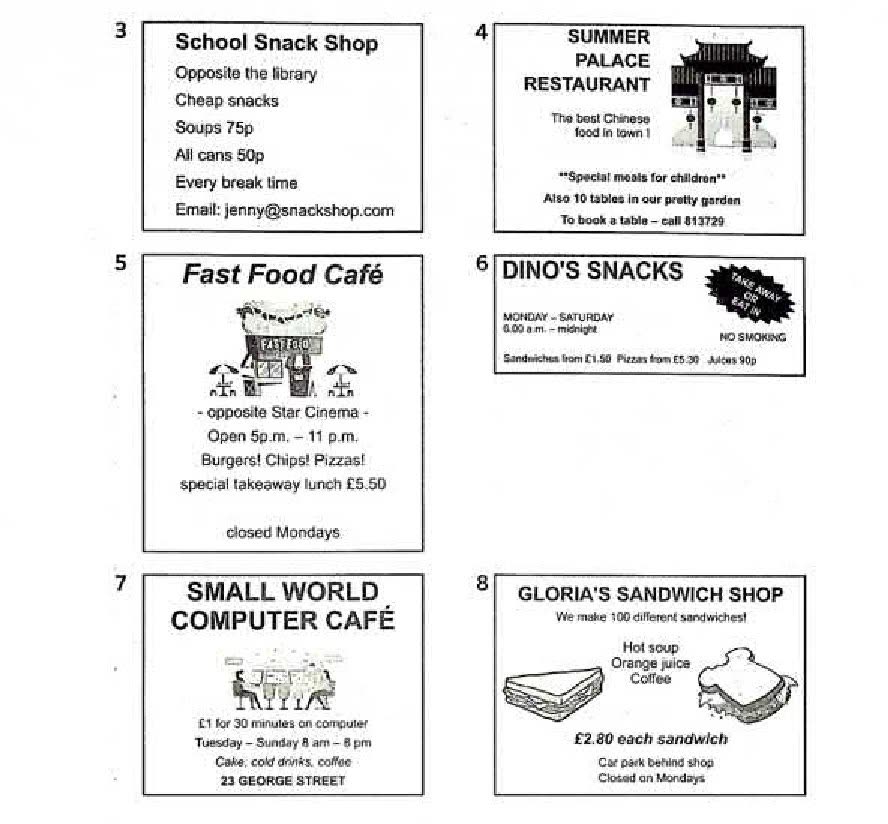 3
School Snack Shop
Opposite the library
Cheap snacks
Soups 75p
All cans 50p
Every break time
Email: jenny@snackshop.com
4
SUMMER
PALACE
RESTAURANT
The best Chinese
food in town !
**Special meals for children**
Also 10 tables in our pretty garden
To book a table – call 813729
5
Fast Food Café
FAST FOOD
- opposite Star Cinema -
Open 5p.m. – 11 p.m.
Burgers! Chips! Pizzas!
special takeaway lunch £5.50
closed Mondays
6
DINO'S SNACKS
TAKE AWAY
OR
EAT IN
MONDAY – SATURDAY
6.00 a.m. – midnight
NO SMOKING
Sandwiches from £1.50 Pizzas from £5.30 Juices 90p
7
SMALL WORLD
COMPUTER CAFÉ
£1 for 30 minutes on computer
Tuesday – Sunday 8 am – 8 pm
Cake, cold drinks, coffee
23 GEORGE STREET
8
GLORIA'S SANDWICH SHOP
We make 100 different sandwiches!
Hot soup
Orange juice
Coffee
£2.80 each sandwich
Car park behind shop
Closed on Mondays